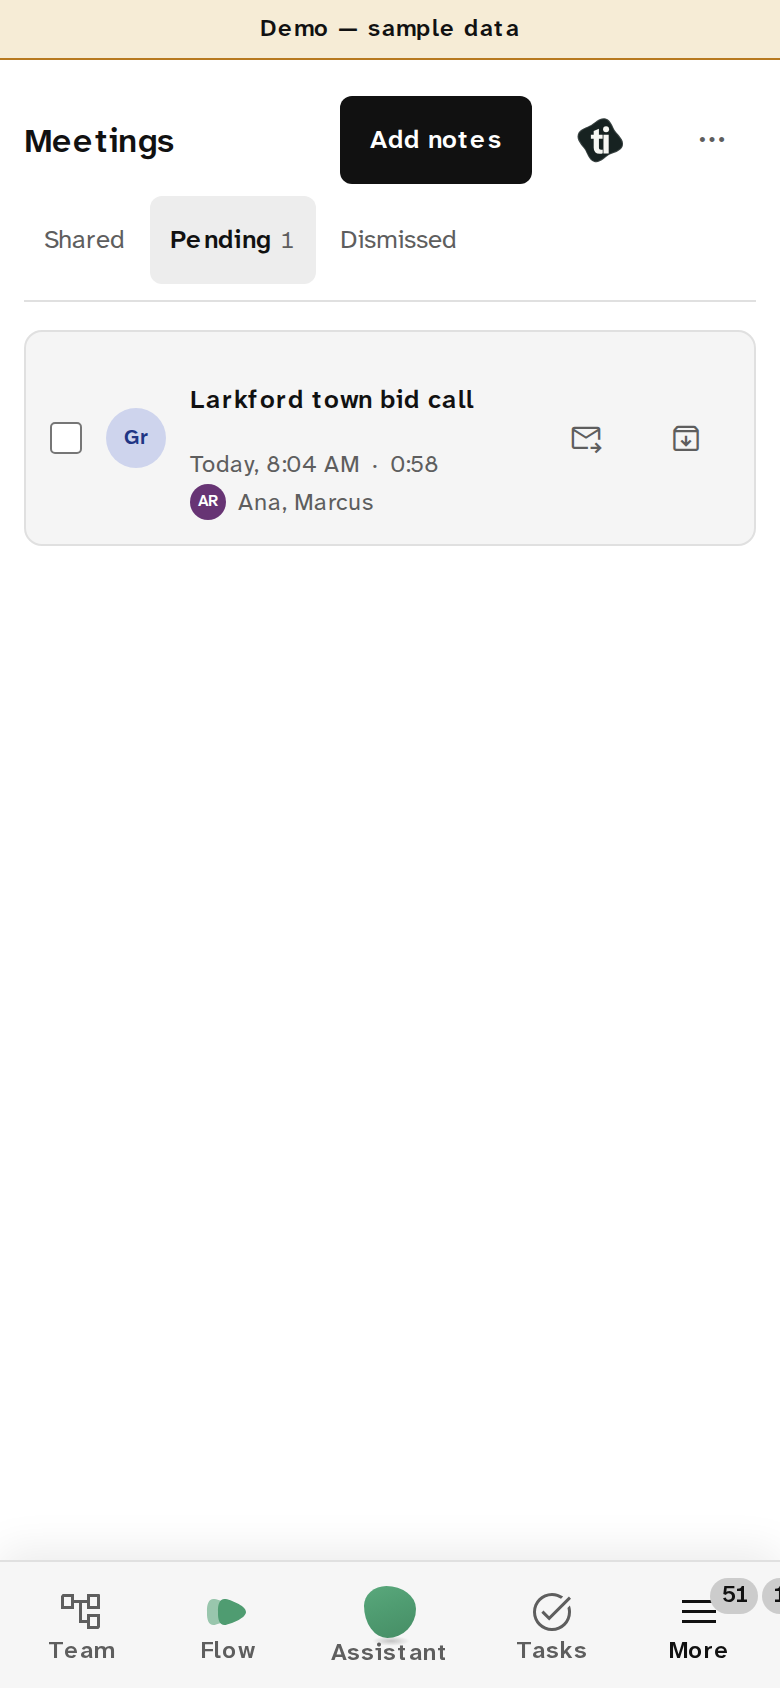 Demo — sample data
Meetings
Add notes
ti
Shared
Pending 1
Dismissed
Gr
Larkford town bid call
Today, 8:04 AM · 0:58
AR
Ana, Marcus
51
Team
Flow
Assistant
Tasks
More